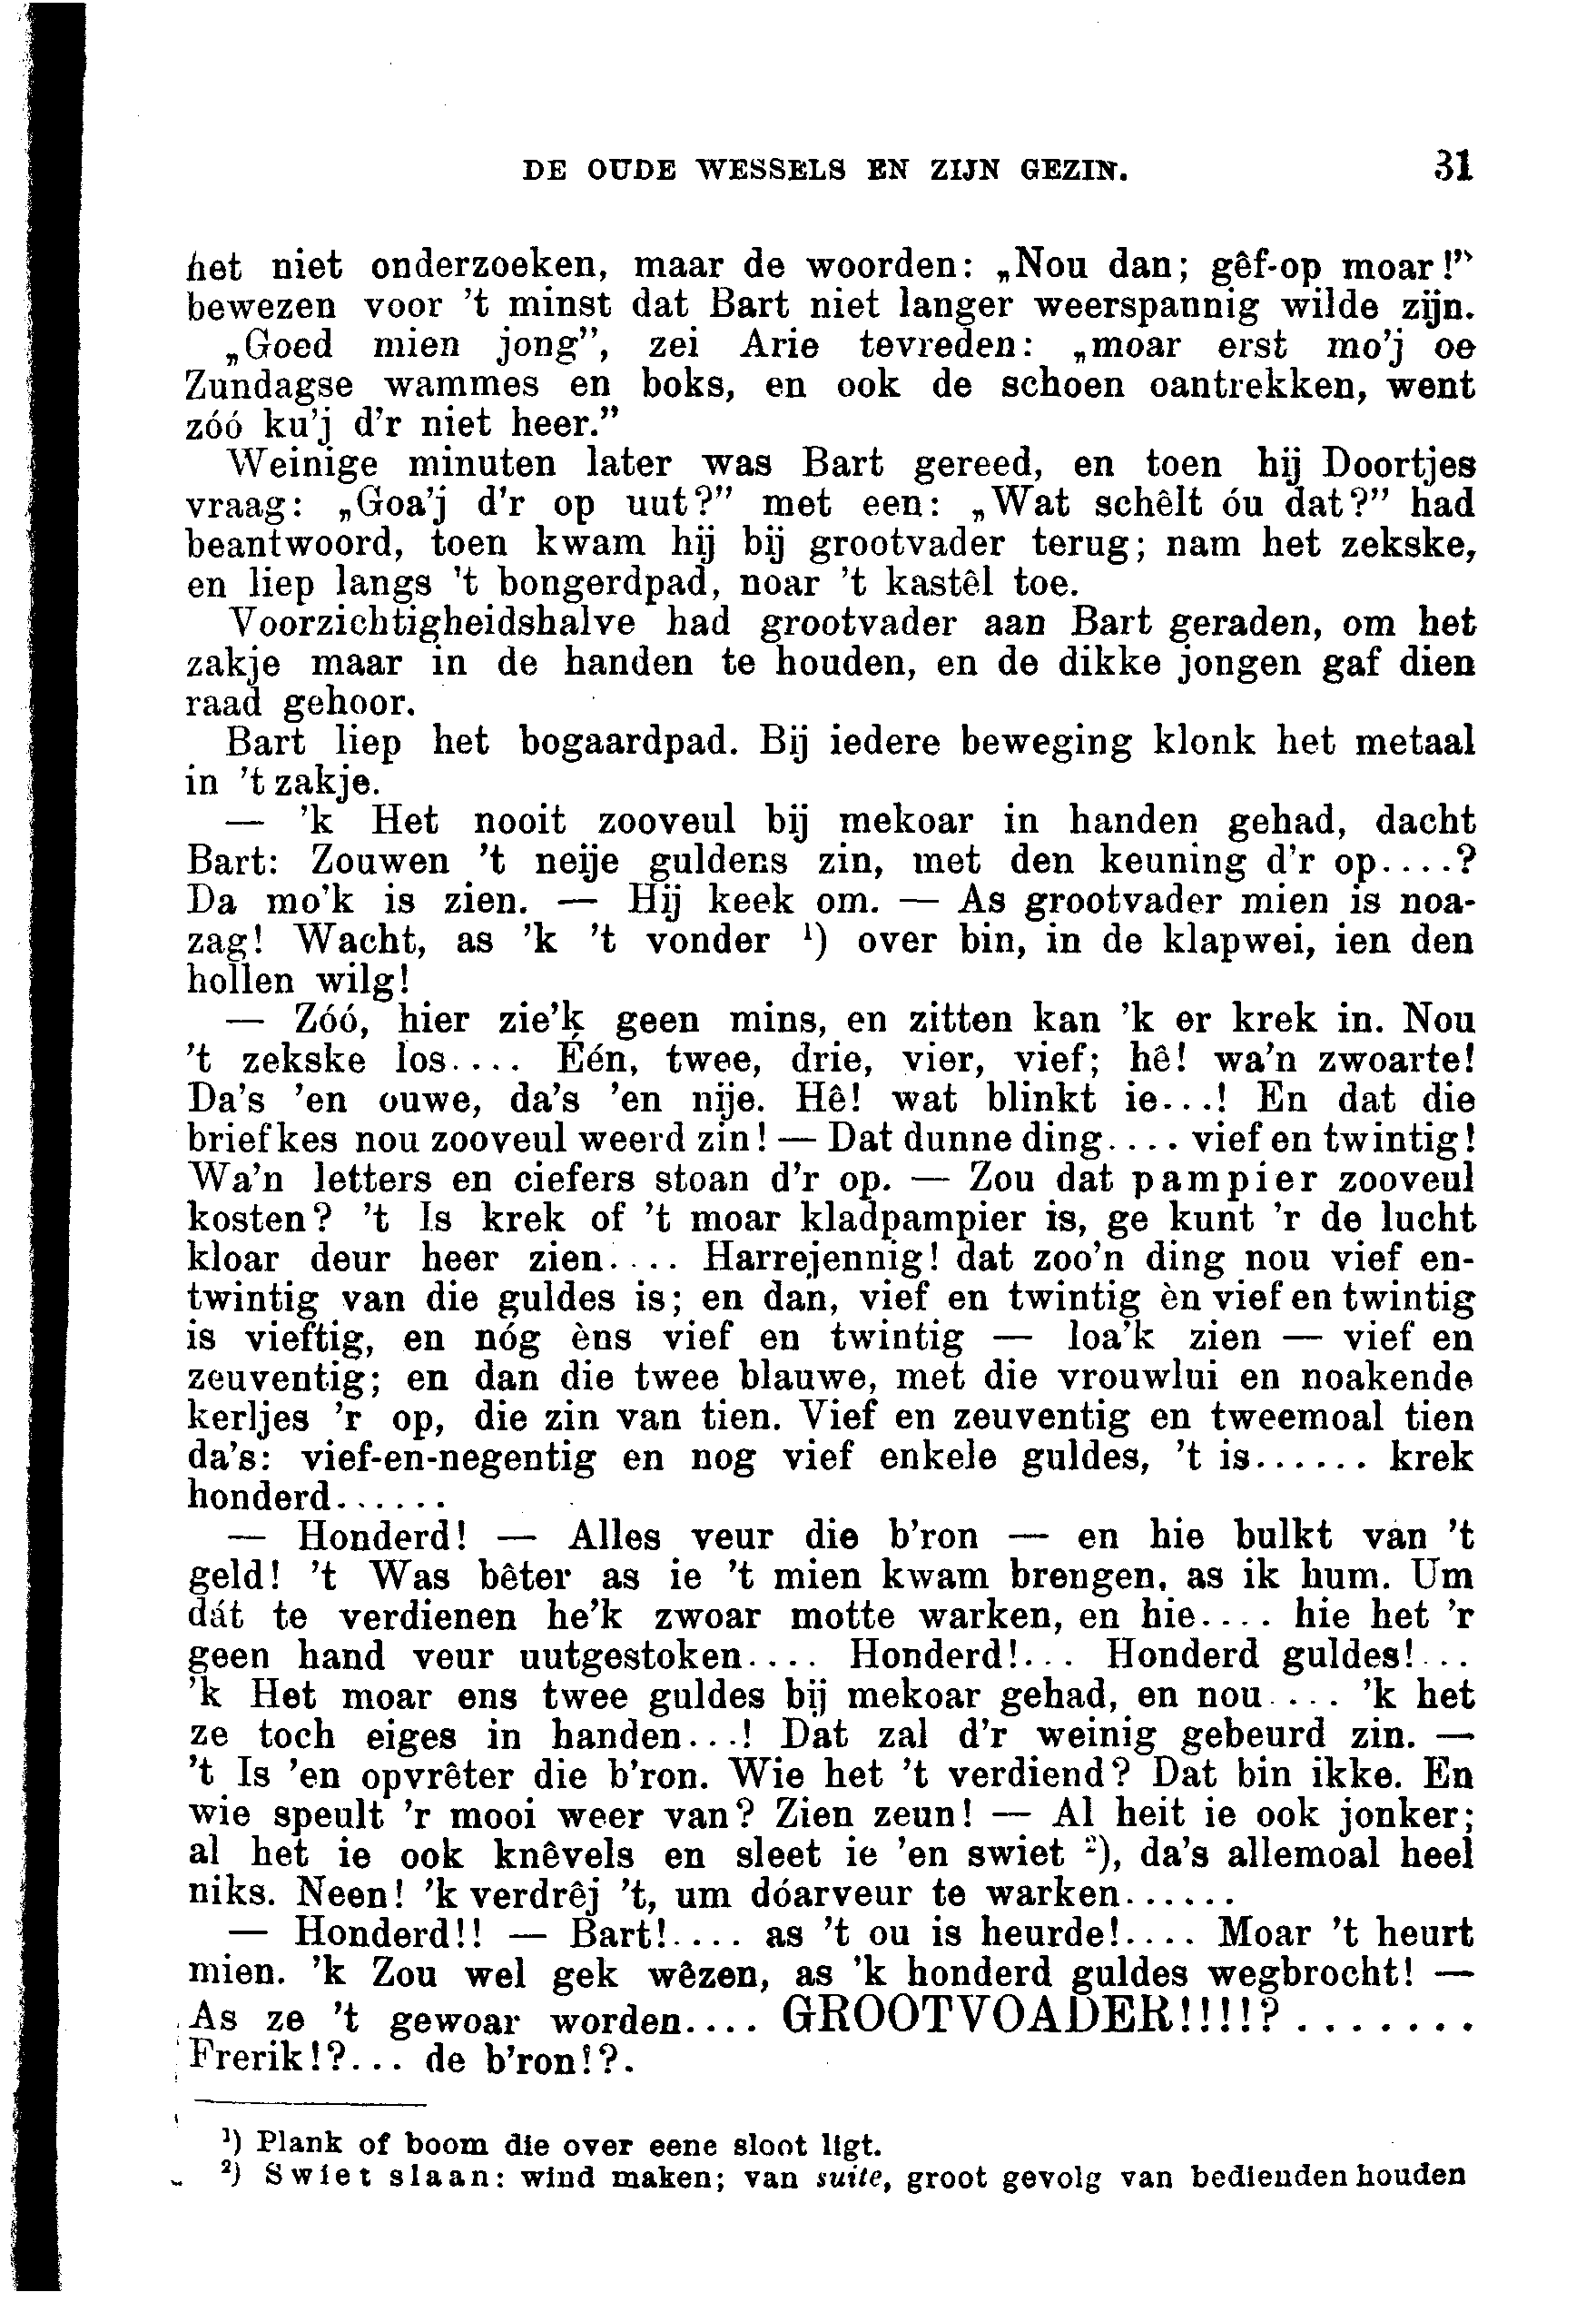 DE OUDE WESSELS EN ZIJN GEZIN. 31
het niet onderzoeken, maar de woorden: „Nou dan; gêf-op moar!”
bewezen voor 't minst dat Bart niet langer weerspannig wilde zijn.
„Goed mien jong”, zei Arie tevreden: „moar erst mo'j oe
Zundagse wammes en boks, en ook de schoen oantrekken, went
zóó ku'j d'r niet heer.”
Weinige minuten later was Bart gereed, en toen hij Doortjes
vraag: „Goa'j d'r op uut?” met een: „Wat schêlt óu dat?” had
beantwoord, toen kwam hij bij grootvader terug; nam het zekske,
en liep langs 't bongerdpad, noar 't kastêl toe.
Voorzichtigheidshalve had grootvader aan Bart geraden, om het
zakje maar in de handen te houden, en de dikke jongen gaf dien
raad gehoor.
Bart liep het bogaardpad. Bij iedere beweging klonk het metaal
in 't zakje.
— 'k Het nooit zooveul bij mekoar in handen gehad, dacht
Bart: Zouwen 't neije guldens zin, met den keuning d'r op....?
Da mo'k is zien. — Hij keek om. — As grootvader mien is noa-
zag! Wacht, as 'k 't vonder ¹) over bin, in de klapwei, ien den
hollen wilg!
— Zóó, hier zie'k geen mins, en zitten kan 'k er krek in. Nou
't zekske los.... Één, twee, drie, vier, vief; hê! wa'n zwoarte!
Da's 'en ouwe, da's 'en nije. Hê! wat blinkt ie...! En dat die
briefkes nou zooveul weerd zin! — Dat dunne ding.... vief en twintig!
Wa'n letters en ciefers stoan d'r op. — Zou dat pampier zooveul
kosten? 't Is krek of 't moar kladpampier is, ge kunt 'r de lucht
kloar deur heer zien.... Harrejennig! dat zoo'n ding nou vief en-
twintig van die guldes is; en dan, vief en twintig èn vief en twintig
is vieftig, en nóg èns vief en twintig — loa'k zien — vief en
zeuventig; en dan die twee blauwe, met die vrouwlui en noakende
kerljes 'r op, die zin van tien. Vief en zeuventig en tweemoal tien
da's: vief-en-negentig en nog vief enkele guldes, 't is...... krek
honderd......
— Honderd! — Alles veur die b'ron — en hie bulkt van 't
geld! 't Was bêter as ie 't mien kwam brengen, as ik hum. Um
dát te verdienen he'k zwoar motte warken, en hie.... hie het 'r
geen hand veur uutgestoken.... Honderd!... Honderd guldes!...
'k Het moar ens twee guldes bij mekoar gehad, en nou.... 'k het
ze toch eiges in handen...! Dat zal d'r weinig gebeurd zin. —
't Is 'en opvrêter die b'ron. Wie het 't verdiend? Dat bin ikke. En
wie speult 'r mooi weer van? Zien zeun! — Al heit ie ook jonker;
al het ie ook knêvels en sleet ie 'en swiet ²), da's allemoal heel
niks. Neen! 'k verdrêj 't, um dóarveur te warken......
— Honderd!! — Bart!.... as 't ou is heurde!.... Moar 't heurt
mien. 'k Zou wel gek wêzen, as 'k honderd guldes wegbrocht! —
As ze 't gewoar worden.... GROOTVOADER!!!!?.......
Frerik!?... de b'ron!?.
¹) Plank of boom die over eene sloot ligt.
²) Swiet slaan: wind maken; van suite, groot gevolg van bedienden houden